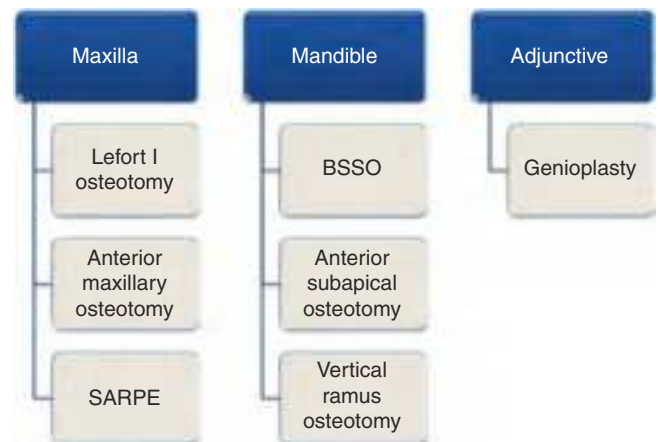 Maxilla
Lefort I
osteotomy
Anterior
maxillary
osteotomy
SARPE
Mandible
BSSO
Anterior
subapical
osteotomy
Vertical
ramus
osteotomy
Adjunctive
Genioplasty